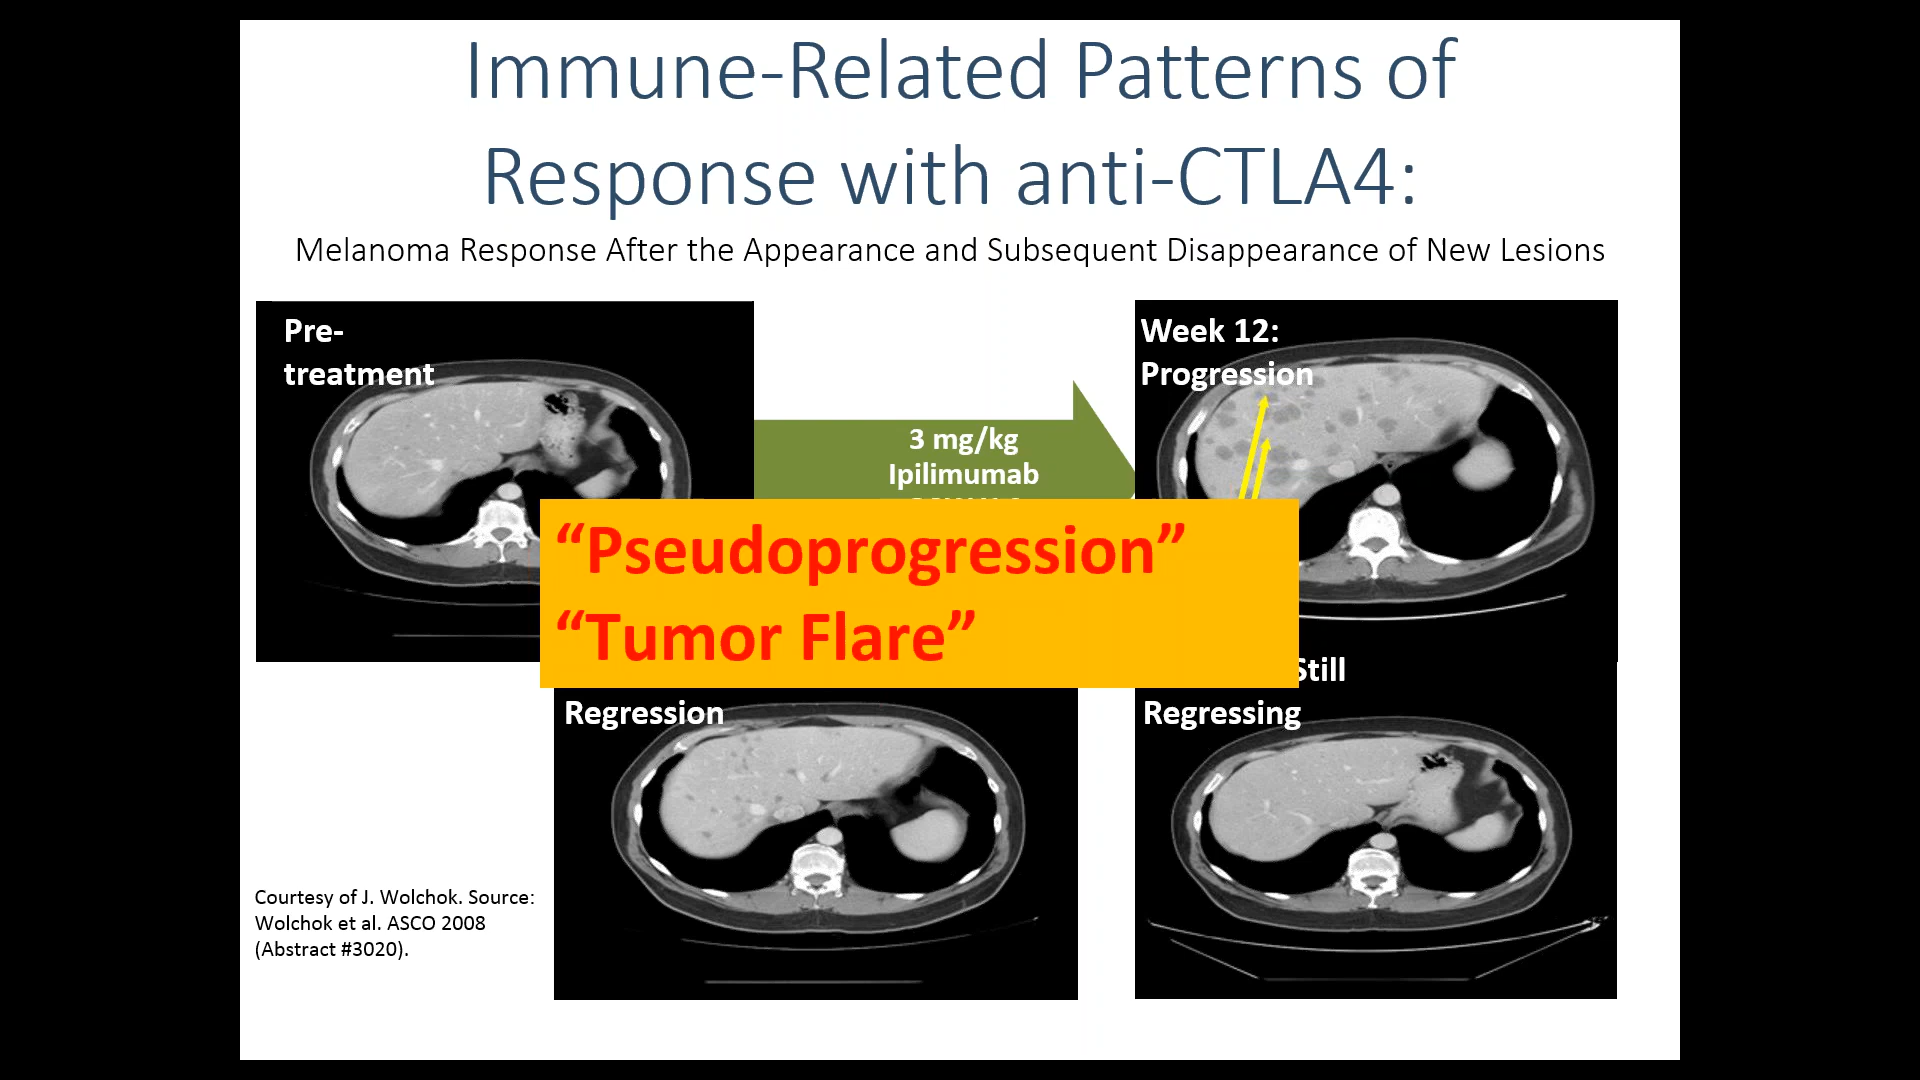 Immune-Related Patterns of
Response with anti-CTLA4:
Melanoma Response After the Appearance and Subsequent Disappearance of New Lesions
Pre-
treatment
3 mg/kg
Ipilimumab
Week 12:
Progression
“Pseudoprogression”
“Tumor Flare”
Regression
Still
Regressing
Courtesy of J. Wolchok. Source:
Wolchok et al. ASCO 2008
(Abstract #3020).